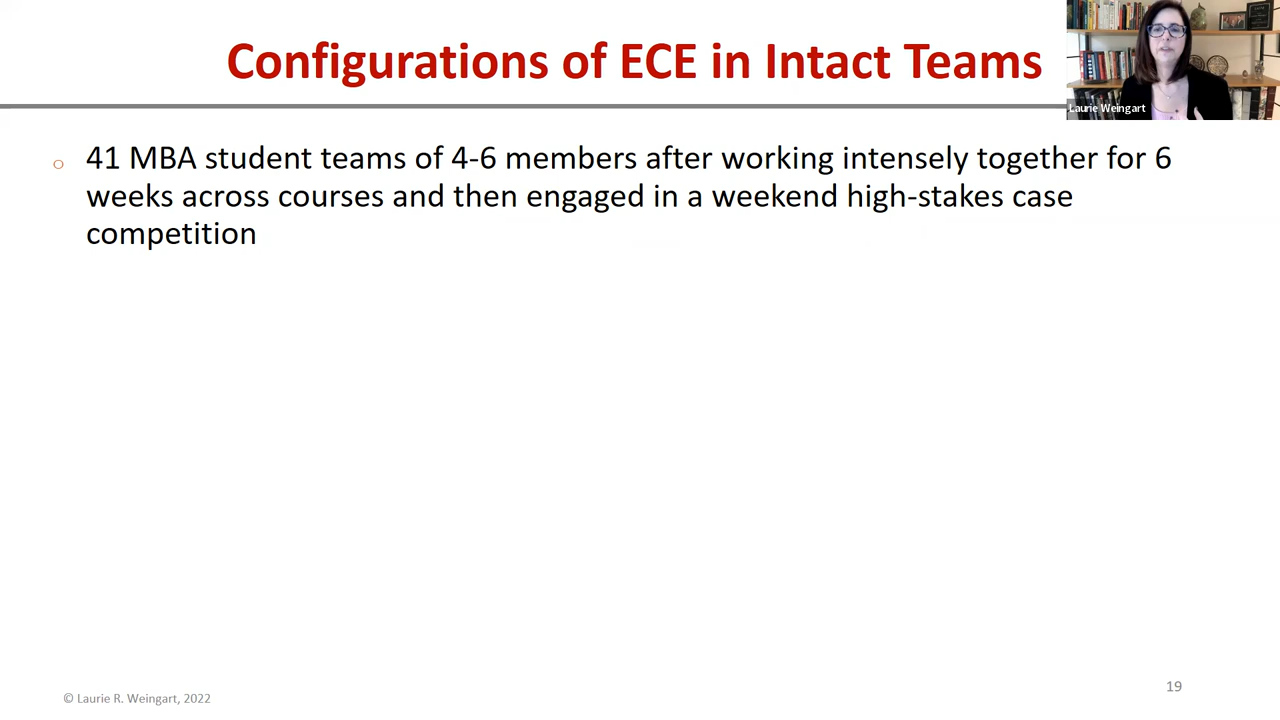 Configurations of ECE in Intact Teams
Laurie Weingart
○ 41 MBA student teams of 4-6 members after working intensely together for 6
weeks across courses and then engaged in a weekend high-stakes case
competition
© Laurie R. Weingart, 2022
19